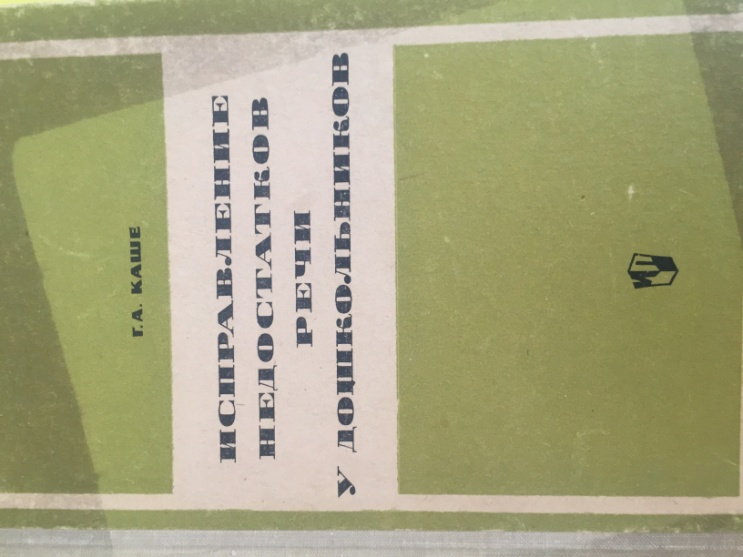 Г.А. КАШЕ
ИСПРАВЛЕНИЕ
НЕДОСТАТКОВ
РЕЧИ
У ДОШКОЛЬНИКОВ